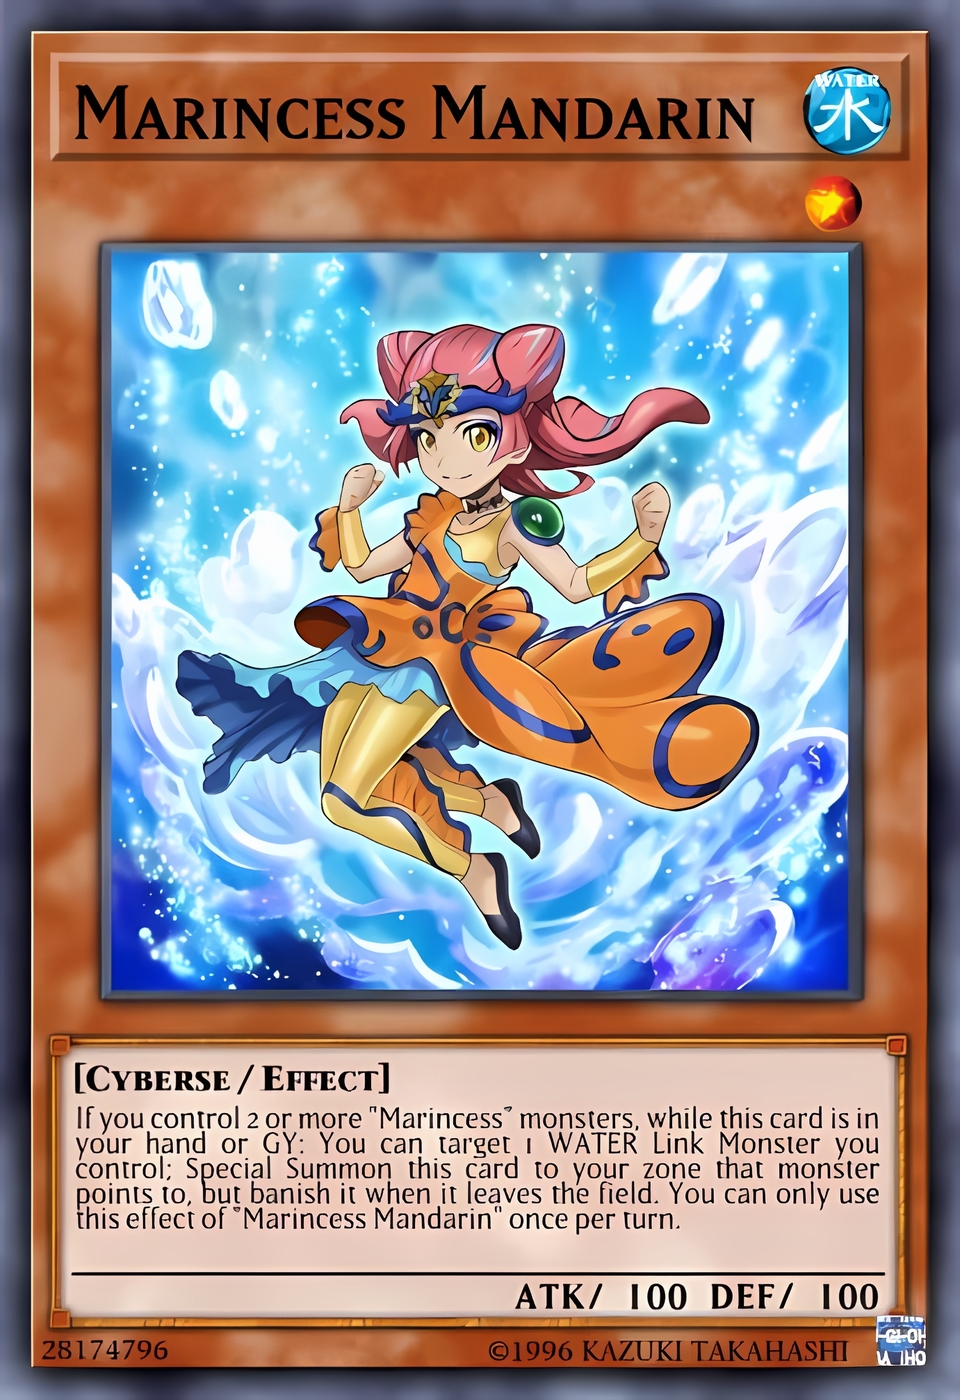 MARINCESS MANDARIN
WATER
水
[CYBERSE / EFFECT]
If you control 2 or more "Marincess" monsters, while this card is in
your hand or GY: You can target 1 WATER Link Monster you
control; Special Summon this card to your zone that monster
points to, but banish it when it leaves the field. You can only use
this effect of "Marincess Mandarin" once per turn.
ATK/ 100 DEF/ 100
28174796
©1996 KAZUKI TAKAHASHI